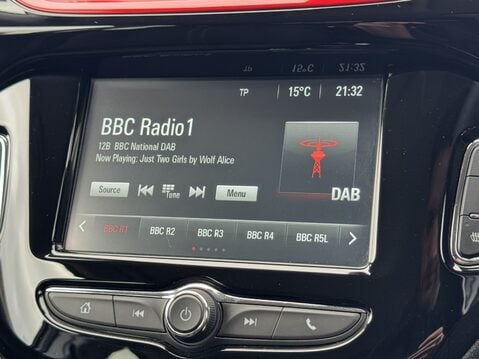 TP 15°C 21:32
BBC Radio1
12B BBC National DAB
Now Playing: Just Two Girls by Wolf Alice
Source Tune Menu
DAB
BBC R1 BBC R2 BBC R3 BBC R4 BBC R5L